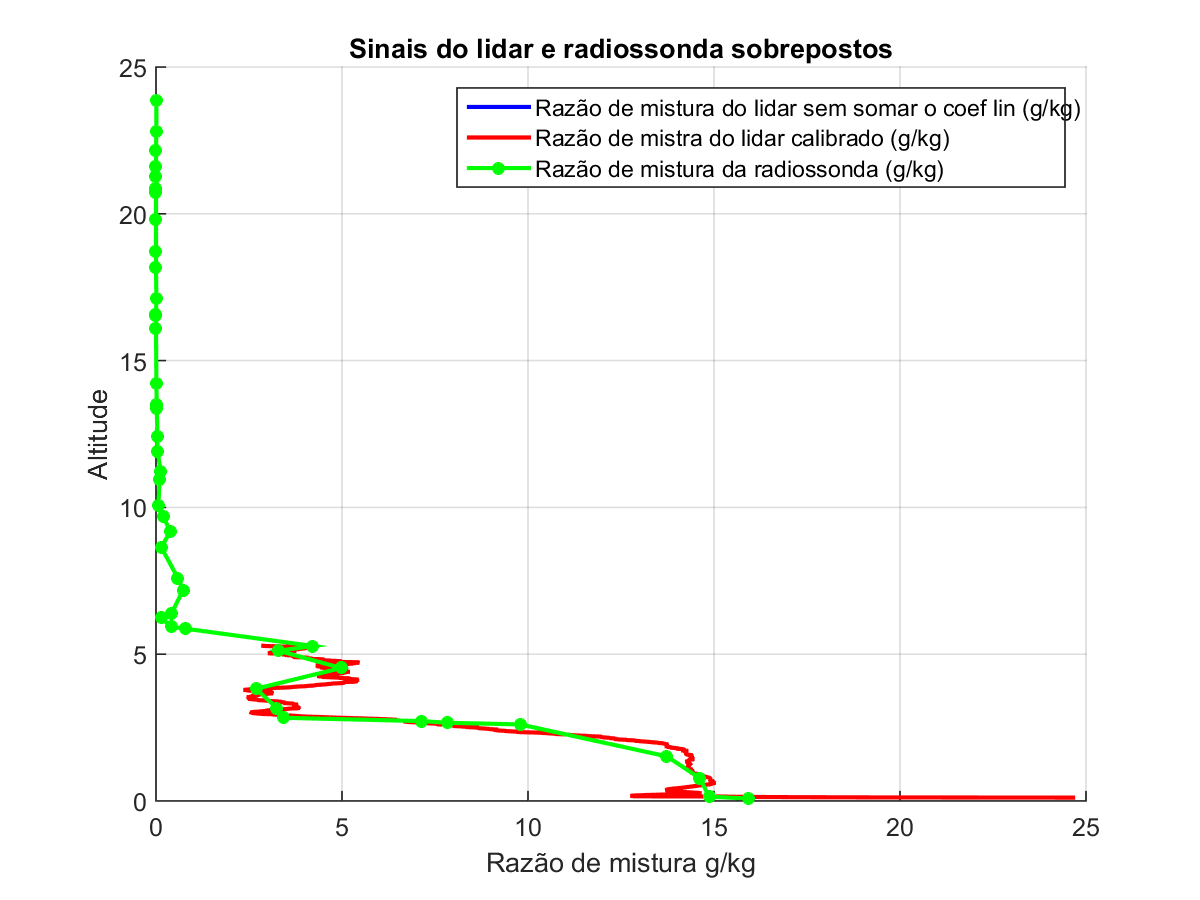 Sinais do lidar e radiossonda sobrepostos
25
20
15
10
5
0
Altitude
Razão de mistura do lidar sem somar o coef lin (g/kg)
Razão de mistra do lidar calibrado (g/kg)
Razão de mistura da radiossonda (g/kg)
0 5 10 15 20 25
Razão de mistura g/kg